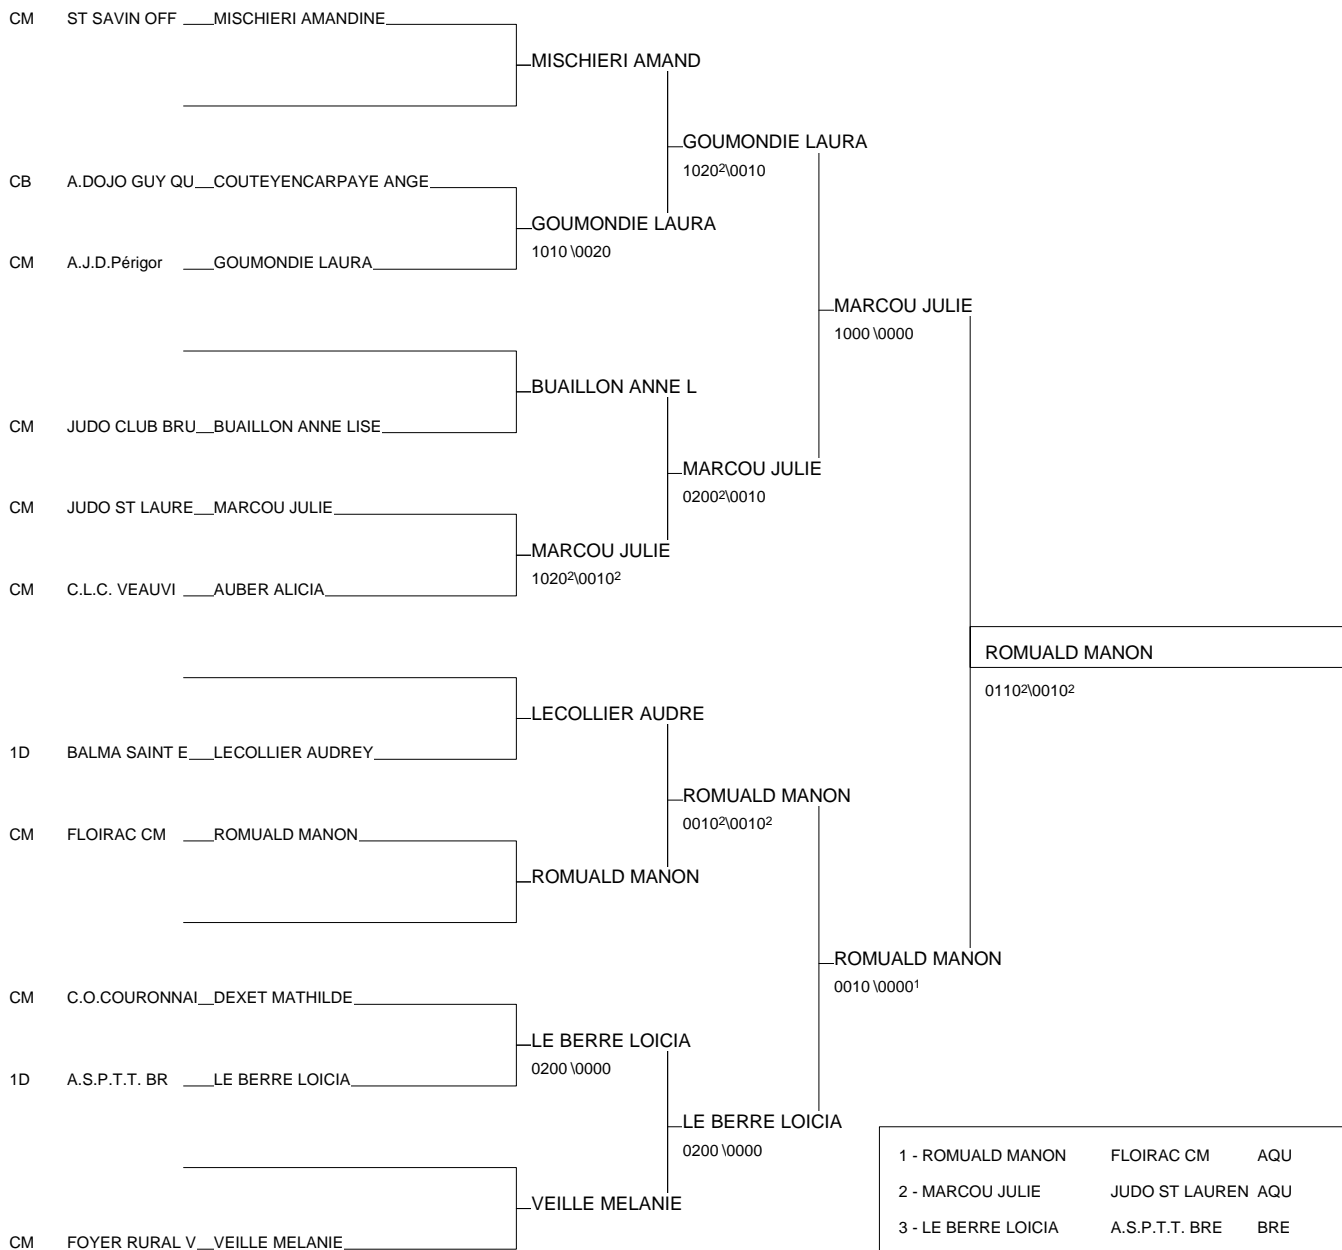 CM ST SAVIN OFF MISCHIERI AMANDINE
MISCHIERI AMAND
GOUMONDIE LAURA
1020²\0010
CB A.DOJO GUY QU COUTEYENCARPAYE ANGE
GOUMONDIE LAURA
1010 \0020
CM A.J.D.Périgor GOUMONDIE LAURA
MARCOU JULIE
1000 \0000
BUAILLON ANNE L
CM JUDO CLUB BRU BUAILLON ANNE LISE
MARCOU JULIE
0200²\0010
CM JUDO ST LAURE MARCOU JULIE
MARCOU JULIE
1020²\0010²
CM C.L.C. VEAUVI AUBER ALICIA
ROMUALD MANON
0110²\0010²
LECOLLIER AUDRE
1D BALMA SAINT E LECOLLIER AUDREY
ROMUALD MANON
0010²\0010²
CM FLOIRAC CM ROMUALD MANON
ROMUALD MANON
ROMUALD MANON
0010 \0000¹
CM C.O.COURONNAI DEXET MATHILDE
LE BERRE LOICIA
0200 \0000
1D A.S.P.T.T. BR LE BERRE LOICIA
LE BERRE LOICIA
0200 \0000
1 - ROMUALD MANON FLOIRAC CM AQU
2 - MARCOU JULIE JUDO ST LAUREN AQU
VEILLE MELANIE
3 - LE BERRE LOICIA A.S.P.T.T. BRE BRE
CM FOYER RURAL V VEILLE MELANIE